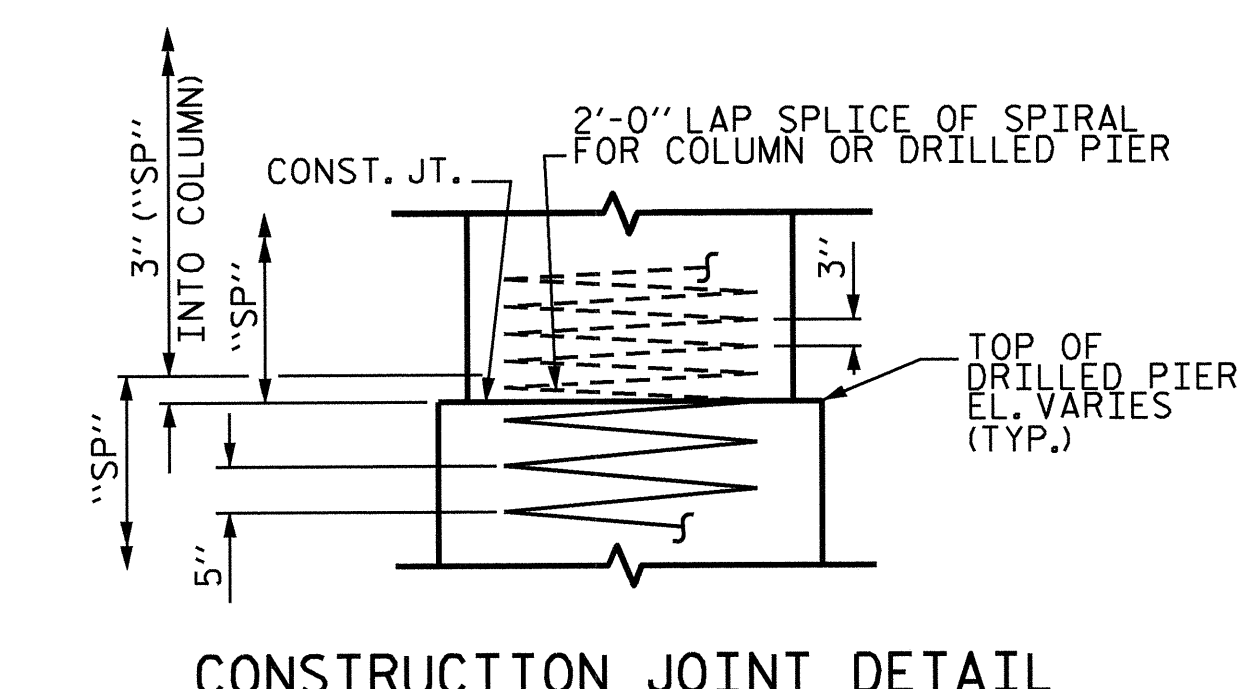 2'-0" LAP SPLICE OF SPIRAL
FOR COLUMN OR DRILLED PIER
CONST. JT.
3" ("SP"
INTO COLUMN)
"SP"
3"
TOP OF
DRILLED PIER
EL. VARIES
(TYP.)
"SP"
5"
CONSTRUCTION JOINT DETAIL